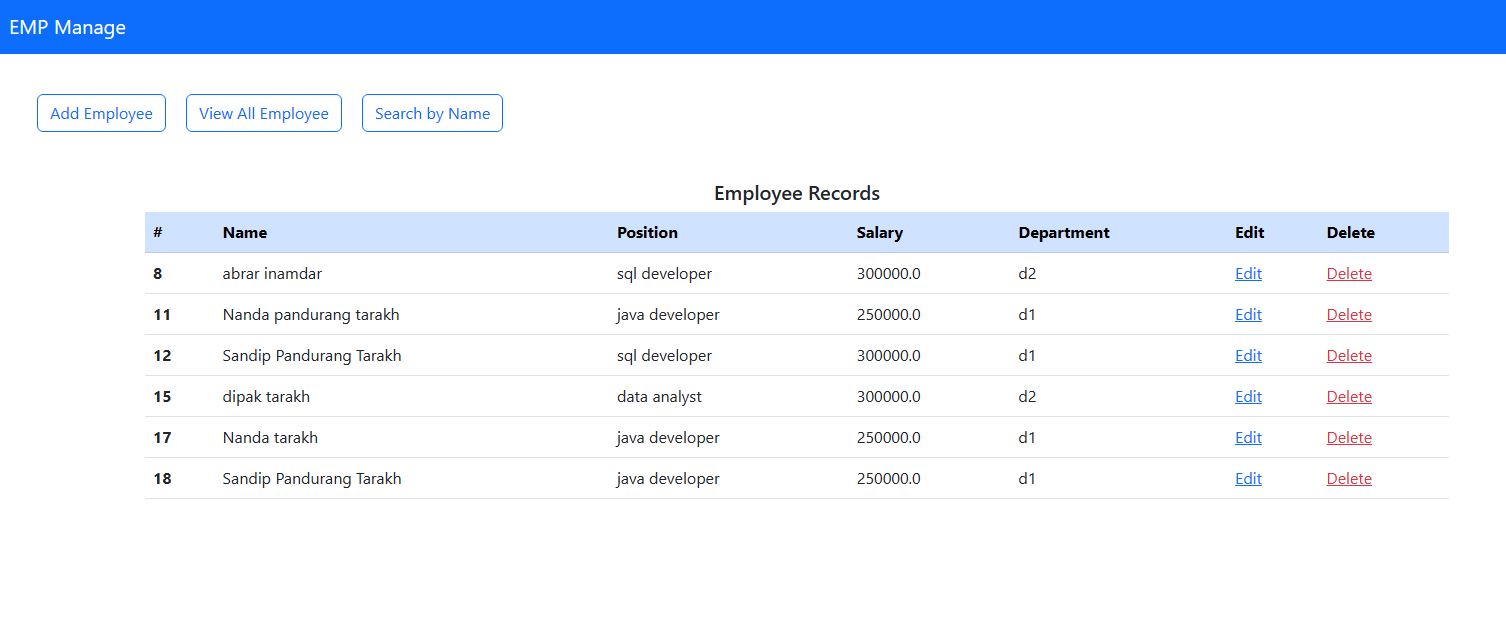 EMP Manage
Add Employee View All Employee Search by Name
Employee Records
# Name Position Salary Department Edit Delete
8 abrar inamdar sql developer 300000.0 d2 Edit Delete
11 Nanda pandurang tarakh java developer 250000.0 d1 Edit Delete
12 Sandip Pandurang Tarakh sql developer 300000.0 d1 Edit Delete
15 dipak tarakh data analyst 300000.0 d2 Edit Delete
17 Nanda tarakh java developer 250000.0 d1 Edit Delete
18 Sandip Pandurang Tarakh java developer 250000.0 d1 Edit Delete